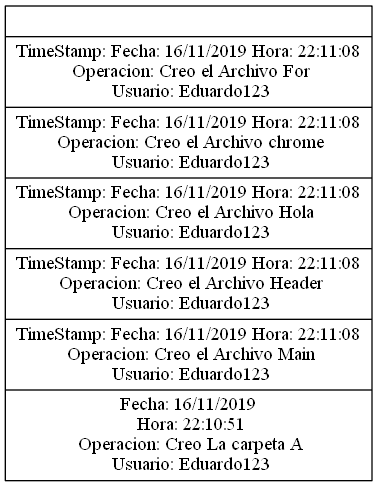 TimeStamp: Fecha: 16/11/2019 Hora: 22:11:08
Operacion: Creo el Archivo For
Usuario: Eduardo123
TimeStamp: Fecha: 16/11/2019 Hora: 22:11:08
Operacion: Creo el Archivo chrome
Usuario: Eduardo123
TimeStamp: Fecha: 16/11/2019 Hora: 22:11:08
Operacion: Creo el Archivo Hola
Usuario: Eduardo123
TimeStamp: Fecha: 16/11/2019 Hora: 22:11:08
Operacion: Creo el Archivo Header
Usuario: Eduardo123
TimeStamp: Fecha: 16/11/2019 Hora: 22:11:08
Operacion: Creo el Archivo Main
Usuario: Eduardo123
Fecha: 16/11/2019
Hora: 22:10:51
Operacion: Creo La carpeta A
Usuario: Eduardo123